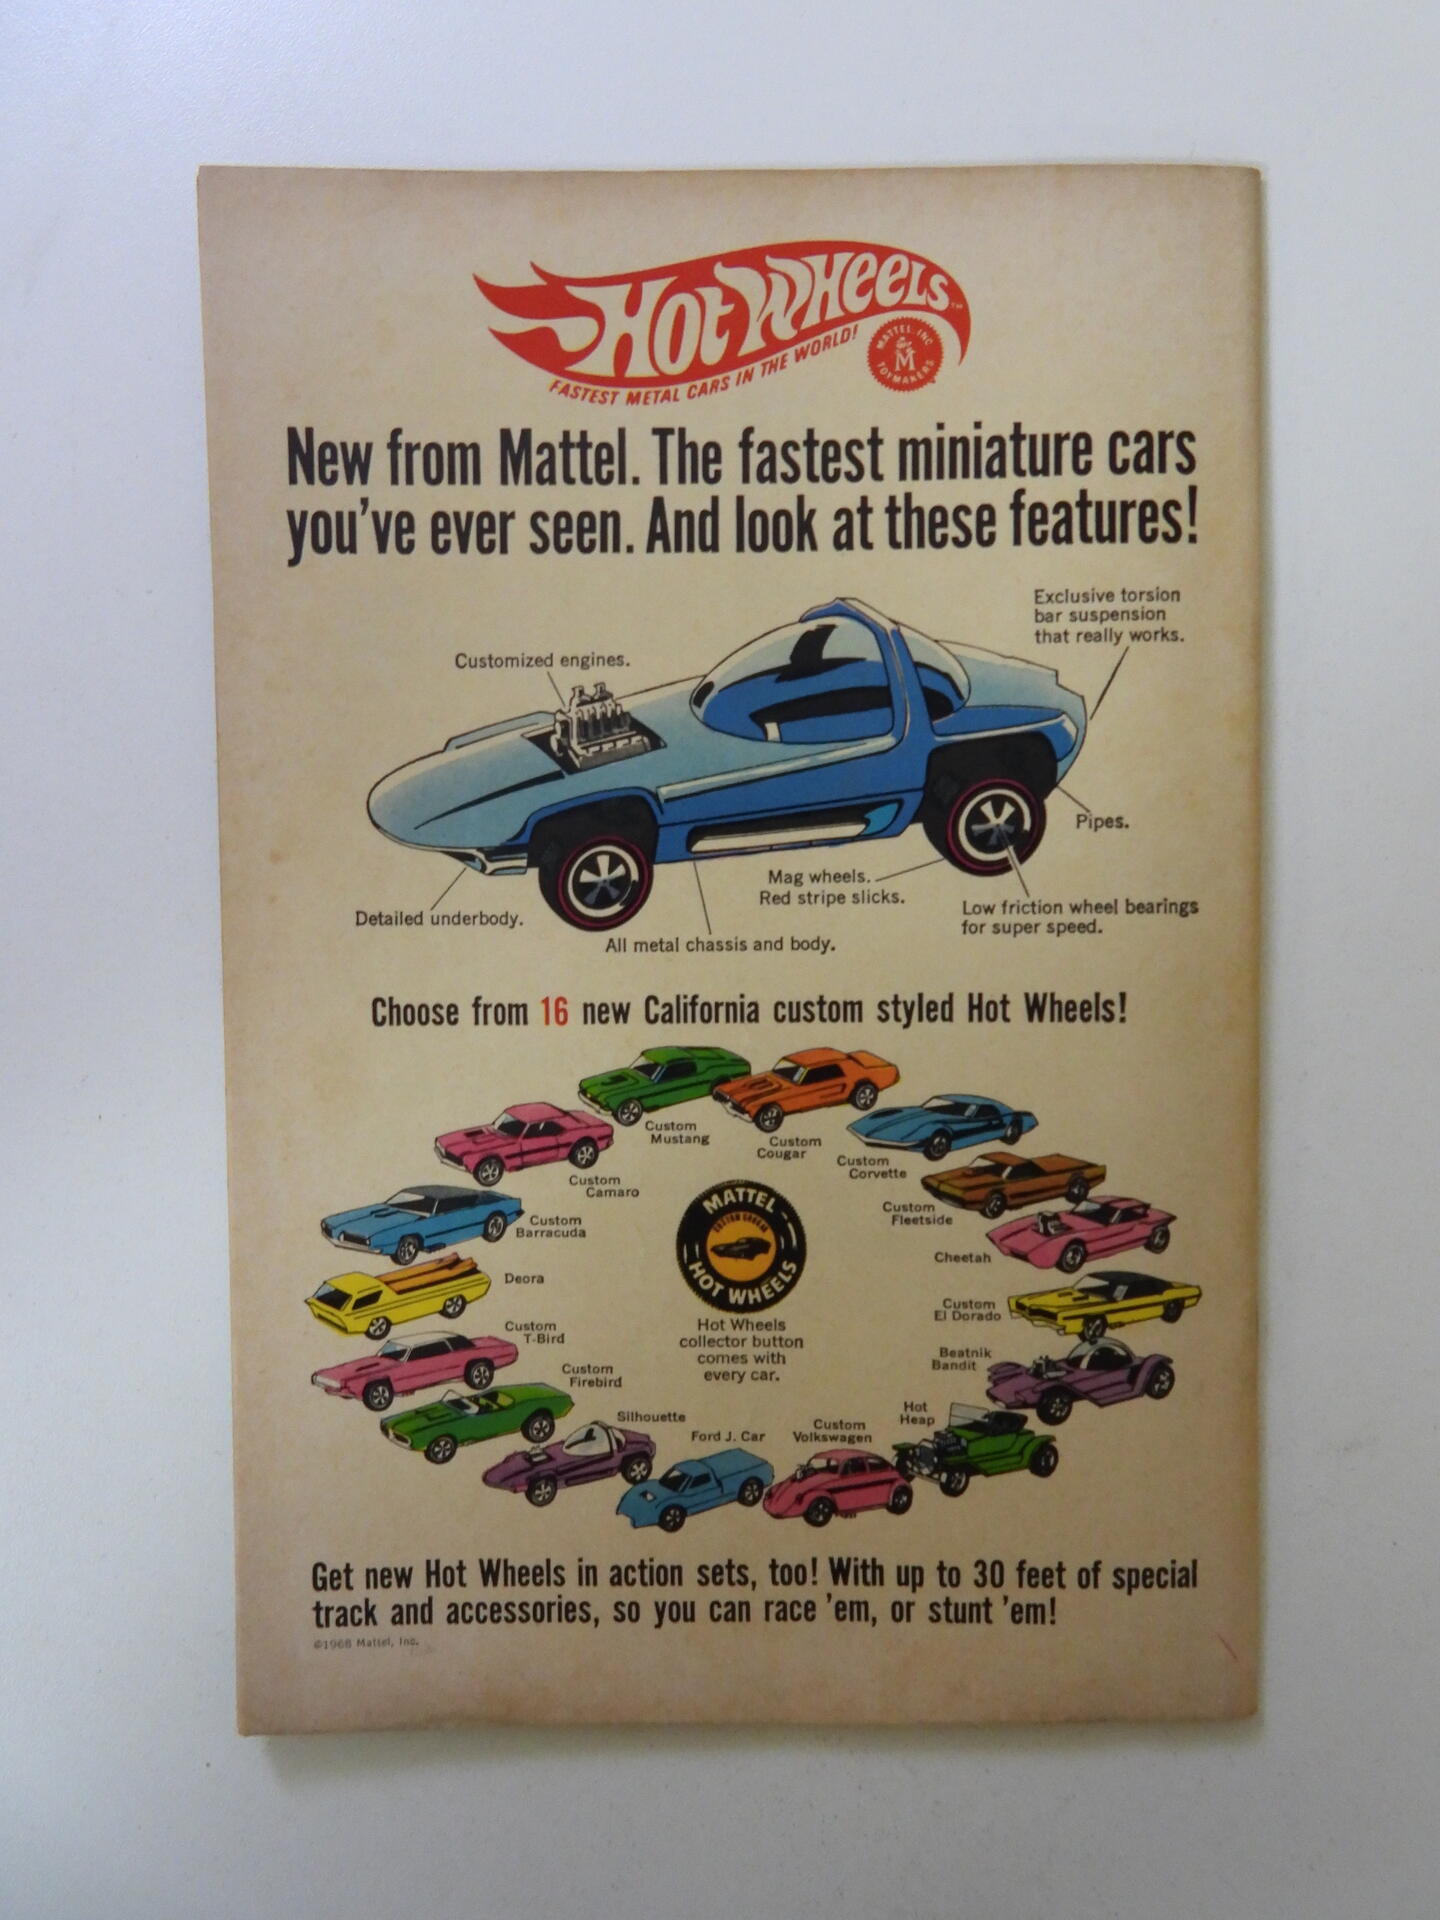 Hot Wheels TM
FASTEST METAL CARS IN THE WORLD!
MATTEL, INC.
M
TOYMAKERS
New from Mattel. The fastest miniature cars
you've ever seen. And look at these features!
Exclusive torsion
bar suspension
that really works.
Customized engines.
Pipes.
Mag wheels.
Red stripe slicks.
Low friction wheel bearings
for super speed.
Detailed underbody.
All metal chassis and body.
Choose from 16 new California custom styled Hot Wheels!
Custom
Mustang
Custom
Cougar
Custom
Corvette
Custom
Camaro
Custom
Fleetside
Custom
Barracuda
Cheetah
Deora
Custom
El Dorado
Custom
T-Bird
Beatnik
Bandit
Custom
Firebird
Hot
Heap
Silhouette
Ford J. Car
Custom
Volkswagen
MATTEL
HOT WHEELS
Hot Wheels
collector button
comes with
every car.
Get new Hot Wheels in action sets, too! With up to 30 feet of special
track and accessories, so you can race 'em, or stunt 'em!
©1968 Mattel, Inc.